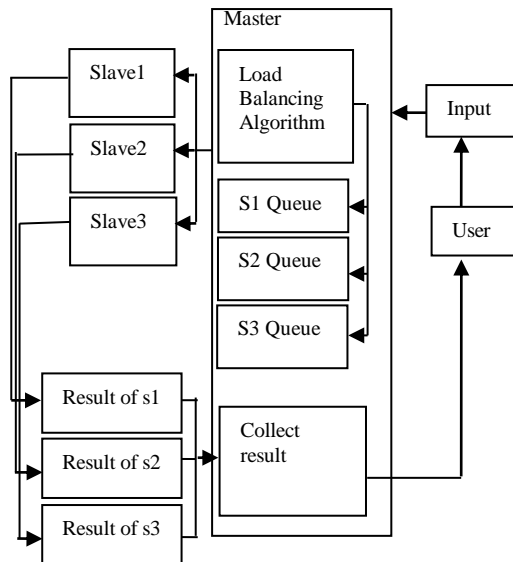 Master
Slave1
Slave2
Slave3
Load
Balancing
Algorithm
S1 Queue
S2 Queue
S3 Queue
Input
User
Result of s1
Result of s2
Result of s3
Collect
result